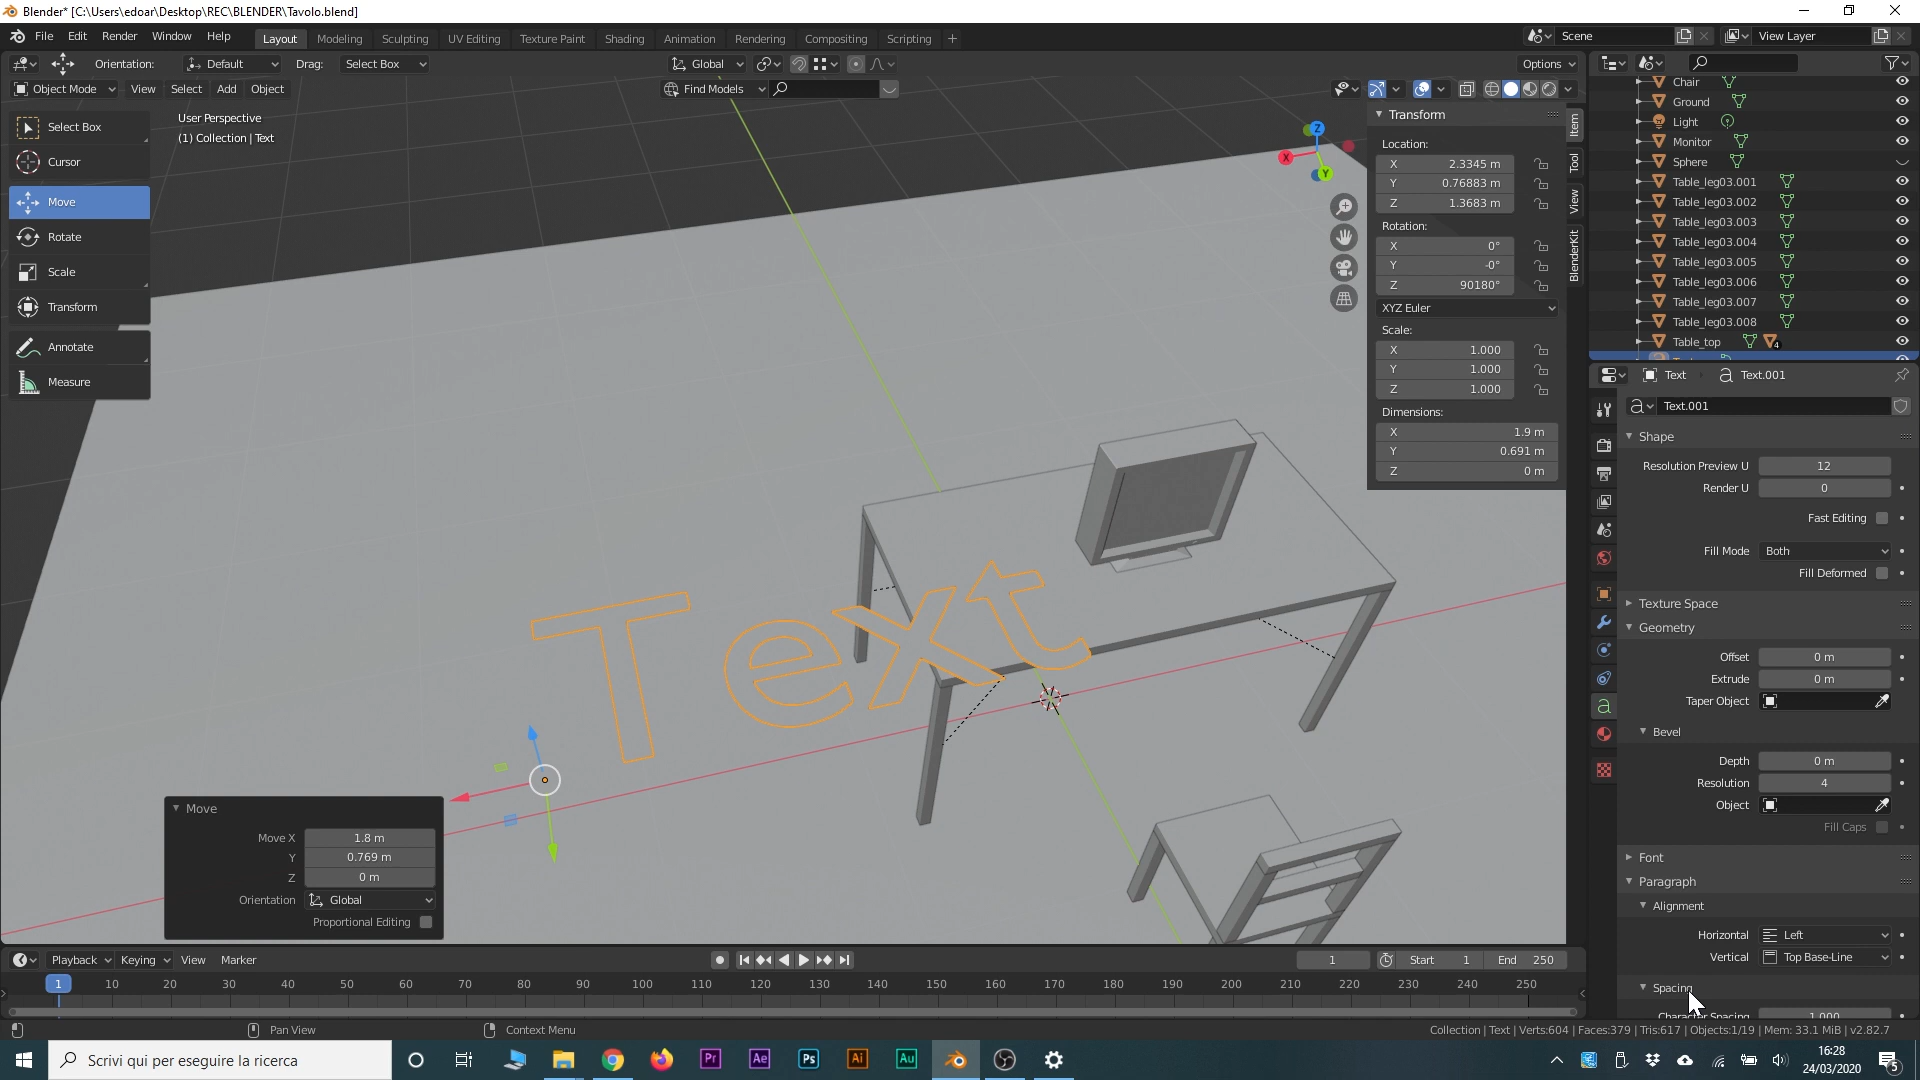 Blender* [C:\Users\edoar\Desktop\REC\BLENDER\Tavolo.blend]
File Edit Render Window Help Layout Modeling Sculpting UV Editing Texture Paint Shading Animation Rendering Compositing Scripting + Scene View Layer
Orientation: Default Drag: Select Box Global Options
Object Mode View Select Add Object Find Models
User Perspective
(1) Collection | Text
Select Box
Cursor
Move
Rotate
Scale
Transform
Annotate
Measure
Z
X
Y
Transform
Location:
X 2.3345 m
Y 0.76883 m
Z 1.3683 m
Rotation:
X 0°
Y -0°
Z 90180°
XYZ Euler
Scale:
X 1.000
Y 1.000
Z 1.000
Dimensions:
X 1.9 m
Y 0.691 m
Z 0 m
Item
Tool
View
BlenderKit
Chair
Ground
Light
Monitor
Sphere
Table_leg03.001
Table_leg03.002
Table_leg03.003
Table_leg03.004
Table_leg03.005
Table_leg03.006
Table_leg03.007
Table_leg03.008
Table_top 4
Text Text.001
Text.001
Shape
Resolution Preview U 12
Render U 0
Fast Editing
Fill Mode Both
Fill Deformed
Texture Space
Geometry
Offset 0 m
Extrude 0 m
Taper Object
Bevel
Depth 0 m
Resolution 4
Object
Fill Caps
Font
Paragraph
Alignment
Horizontal Left
Vertical Top Base-Line
Spacing
Character Spacing 1.000
Text
Move
Move X 1.8 m
Y 0.769 m
Z 0 m
Orientation Global
Proportional Editing
Playback Keying View Marker 1 Start 1 End 250
1 10 20 30 40 50 60 70 80 90 100 110 120 130 140 150 160 170 180 190 200 210 220 230 240 250
Pan View Context Menu Collection | Text | Verts:604 | Faces:379 | Tris:617 | Objects:1/19 | Mem: 33.1 MiB | v2.82.7
Scrivi qui per eseguire la ricerca Pr Ae Ps Ai Au
16:28
24/03/2020
5